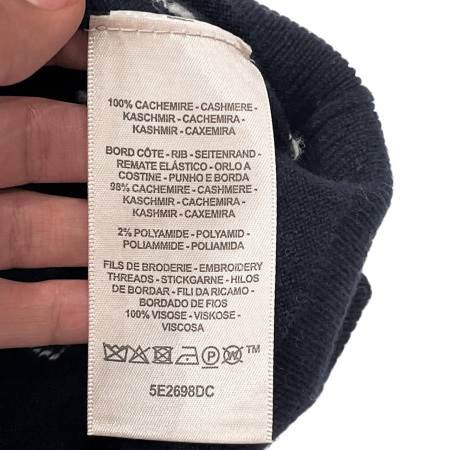 100% CACHEMIRE - CASHMERE -
KASCHMIR - CACHEMIRA -
KASHMIR - CAXEMIRA
BORD CÔTE - RIB - SEITENRAND -
REMATE ELÁSTICO - ORLO A
COSTINE - PUNHO E BORDA
98% CACHEMIRE - CASHMERE -
KASCHMIR - CACHEMIRA -
KASHMIR - CAXEMIRA
2% POLYAMIDE - POLYAMID -
POLIAMMIDE - POLIAMIDA
FILS DE BRODERIE - EMBROIDERY
THREADS - STICKGARNE - HILOS
DE BORDAR - FILI DA RICAMO -
BORDADO DE FIOS
100% VISOSE - VISKOSE -
VISCOSA
P W TM
5E2698DC